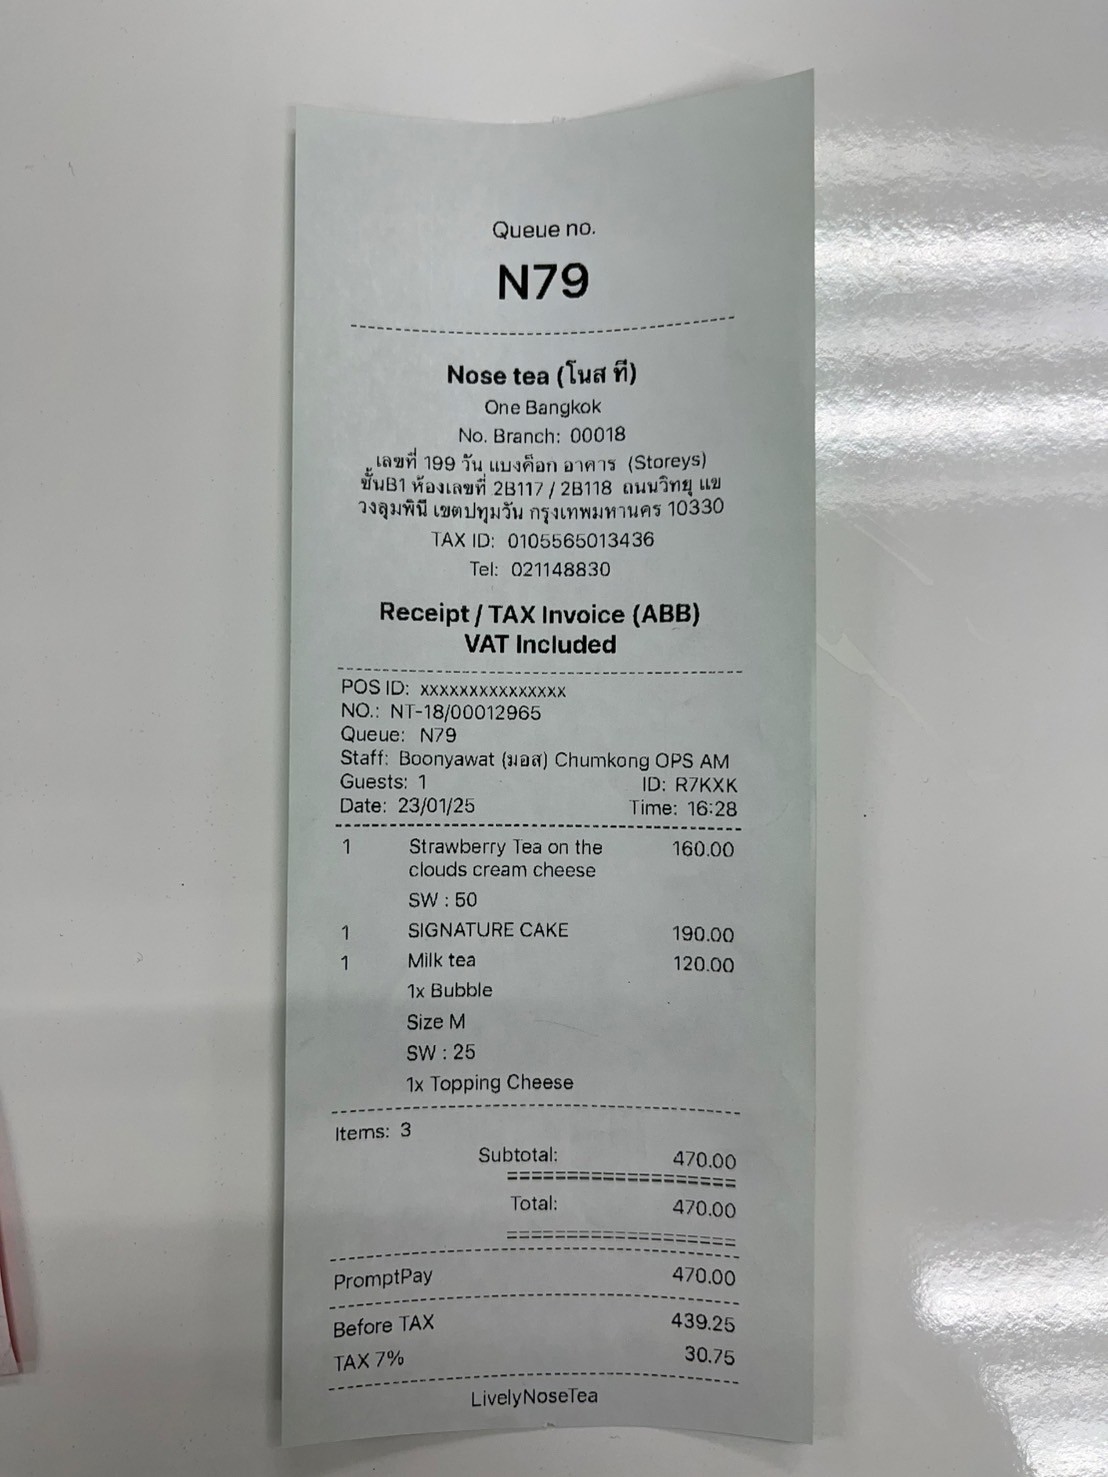 Queue no.
N79
Nose tea (โนส ที)
One Bangkok
No. Branch: 00018
เลขที่ 199 วัน แบงค็อก อาคาร (Storeys)
ชั้นB1 ห้องเลขที่ 2B117 / 2B118 ถนนวิทยุ แข
วงลุมพินี เขตปทุมวัน กรุงเทพมหานคร 10330
TAX ID: 0105565013436
Tel: 021148830
Receipt / TAX Invoice (ABB)
VAT Included
POS ID: xxxxxxxxxxxxxxx
NO.: NT-18/00012965
Queue: N79
Staff: Boonyawat (มอส) Chumkong OPS AM
Guests: 1 ID: R7KXK
Date: 23/01/25 Time: 16:28
1 Strawberry Tea on the 160.00
clouds cream cheese
SW : 50
1 SIGNATURE CAKE 190.00
1 Milk tea 120.00
1x Bubble
Size M
SW : 25
1x Topping Cheese
Items: 3
Subtotal: 470.00
Total: 470.00
PromptPay 470.00
Before TAX 439.25
TAX 7% 30.75
LivelyNoseTea